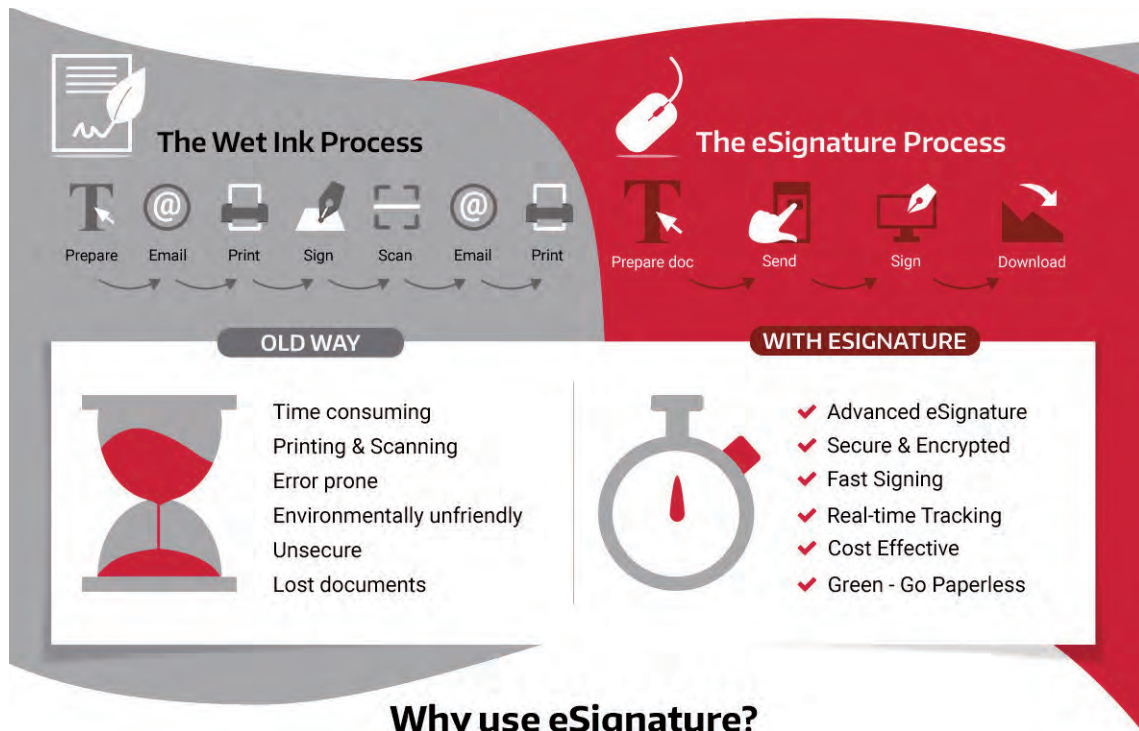 The Wet Ink Process
Prepare Email Print Sign Scan Email Print
The eSignature Process
Prepare doc Send Sign Download
OLD WAY
Time consuming
Printing & Scanning
Error prone
Environmentally unfriendly
Unsecure
Lost documents
WITH ESIGNATURE
Advanced eSignature
Secure & Encrypted
Fast Signing
Real-time Tracking
Cost Effective
Green - Go Paperless
Why use eSignature?